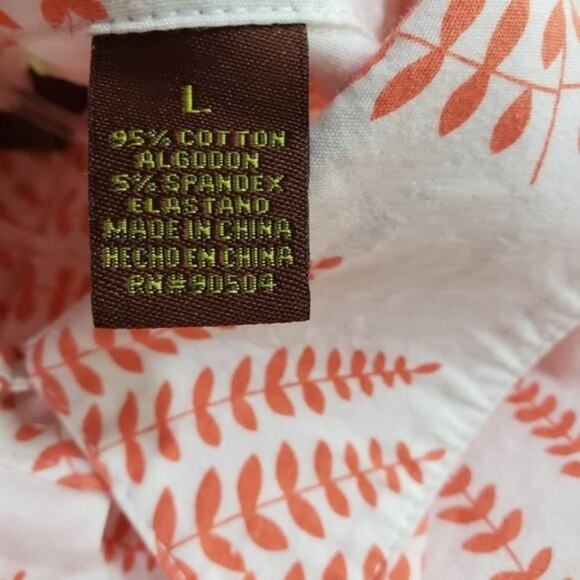 L
95% COTTON
ALGODON
5% SPANDEX
ELASTANO
MADE IN CHINA
HECHO EN CHINA
RN#90504